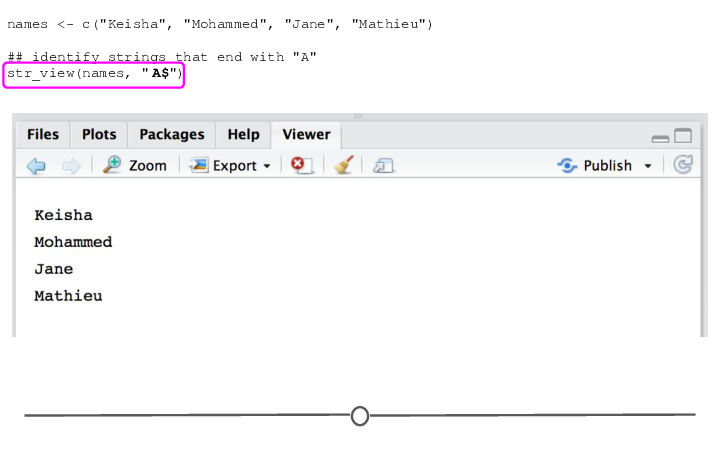 names <- c("Keisha", "Mohammed", "Jane", "Mathieu")
## identify strings that end with "A"
str_view(names, "A$")
Files Plots Packages Help Viewer
Zoom Export Publish
Keisha
Mohammed
Jane
Mathieu